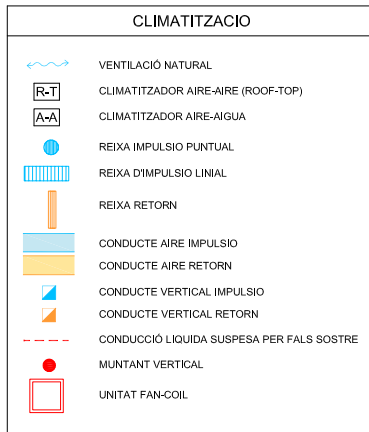 CLIMATITZACIO
VENTILACIÓ NATURAL
R-T CLIMATITZADOR AIRE-AIRE (ROOF-TOP)
A-A CLIMATITZADOR AIRE-AIGUA
REIXA IMPULSIO PUNTUAL
REIXA D'IMPULSIO LINIAL
REIXA RETORN
CONDUCTE AIRE IMPULSIO
CONDUCTE AIRE RETORN
CONDUCTE VERTICAL IMPULSIO
CONDUCTE VERTICAL RETORN
CONDUCCIÓ LIQUIDA SUSPESA PER FALS SOSTRE
MUNTANT VERTICAL
UNITAT FAN-COIL